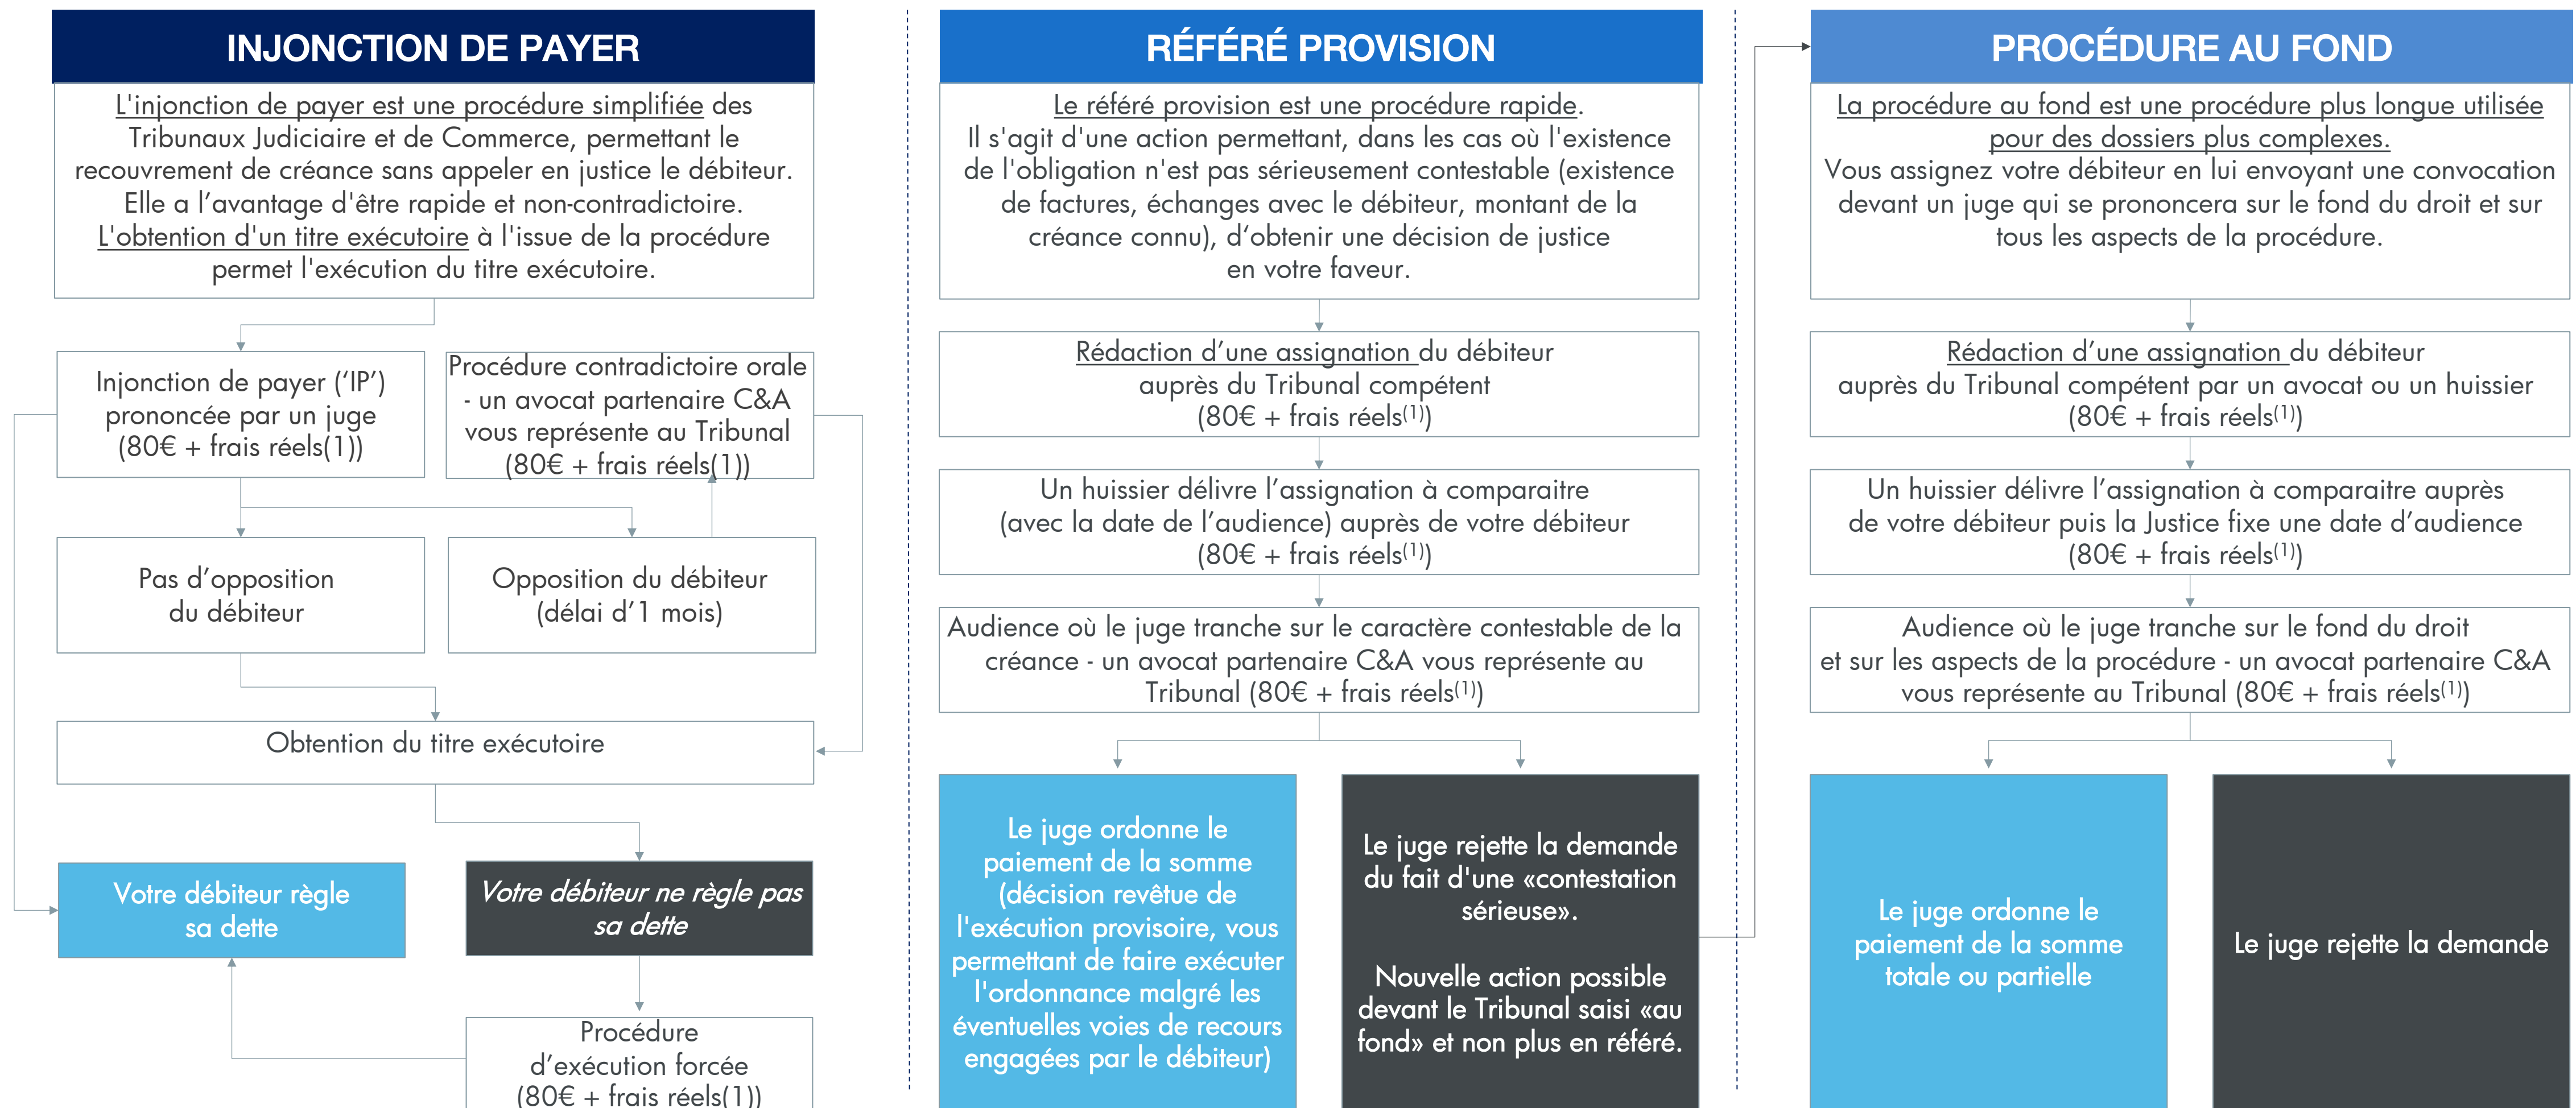 INJONCTION DE PAYER
L'injonction de payer est une procédure simplifiée des
Tribunaux Judiciaire et de Commerce, permettant le
recouvrement de créance sans appeler en justice le débiteur.
Elle a l’avantage d'être rapide et non-contradictoire.
L'obtention d'un titre exécutoire à l'issue de la procédure
permet l'exécution du titre exécutoire.
Injonction de payer (‘IP’)
prononcée par un juge
(80€ + frais réels(1))
Procédure contradictoire orale
- un avocat partenaire C&A
vous représente au Tribunal
(80€ + frais réels(1))
Pas d’opposition
du débiteur
Opposition du débiteur
(délai d’1 mois)
Obtention du titre exécutoire
Votre débiteur règle
sa dette
Votre débiteur ne règle pas
sa dette
Procédure
d’exécution forcée
(80€ + frais réels(1))
RÉFÉRÉ PROVISION
Le référé provision est une procédure rapide.
Il s'agit d'une action permettant, dans les cas où l'existence
de l'obligation n'est pas sérieusement contestable (existence
de factures, échanges avec le débiteur, montant de la
créance connu), d‘obtenir une décision de justice
en votre faveur.
Rédaction d’une assignation du débiteur
auprès du Tribunal compétent
(80€ + frais réels(1))
Un huissier délivre l’assignation à comparaitre
(avec la date de l’audience) auprès de votre débiteur
(80€ + frais réels(1))
Audience où le juge tranche sur le caractère contestable de la
créance - un avocat partenaire C&A vous représente au
Tribunal (80€ + frais réels(1))
Le juge ordonne le
paiement de la somme
(décision revêtue de
l'exécution provisoire, vous
permettant de faire exécuter
l'ordonnance malgré les
éventuelles voies de recours
engagées par le débiteur)
Le juge rejette la demande
du fait d'une «contestation
sérieuse».
Nouvelle action possible
devant le Tribunal saisi «au
fond» et non plus en référé.
PROCÉDURE AU FOND
La procédure au fond est une procédure plus longue utilisée
pour des dossiers plus complexes.
Vous assignez votre débiteur en lui envoyant une convocation
devant un juge qui se prononcera sur le fond du droit et sur
tous les aspects de la procédure.
Rédaction d’une assignation du débiteur
auprès du Tribunal compétent par un avocat ou un huissier
(80€ + frais réels(1))
Un huissier délivre l’assignation à comparaitre auprès
de votre débiteur puis la Justice fixe une date d’audience
(80€ + frais réels(1))
Audience où le juge tranche sur le fond du droit
et sur les aspects de la procédure - un avocat partenaire C&A
vous représente au Tribunal (80€ + frais réels(1))
Le juge ordonne le
paiement de la somme
totale ou partielle
Le juge rejette la demande